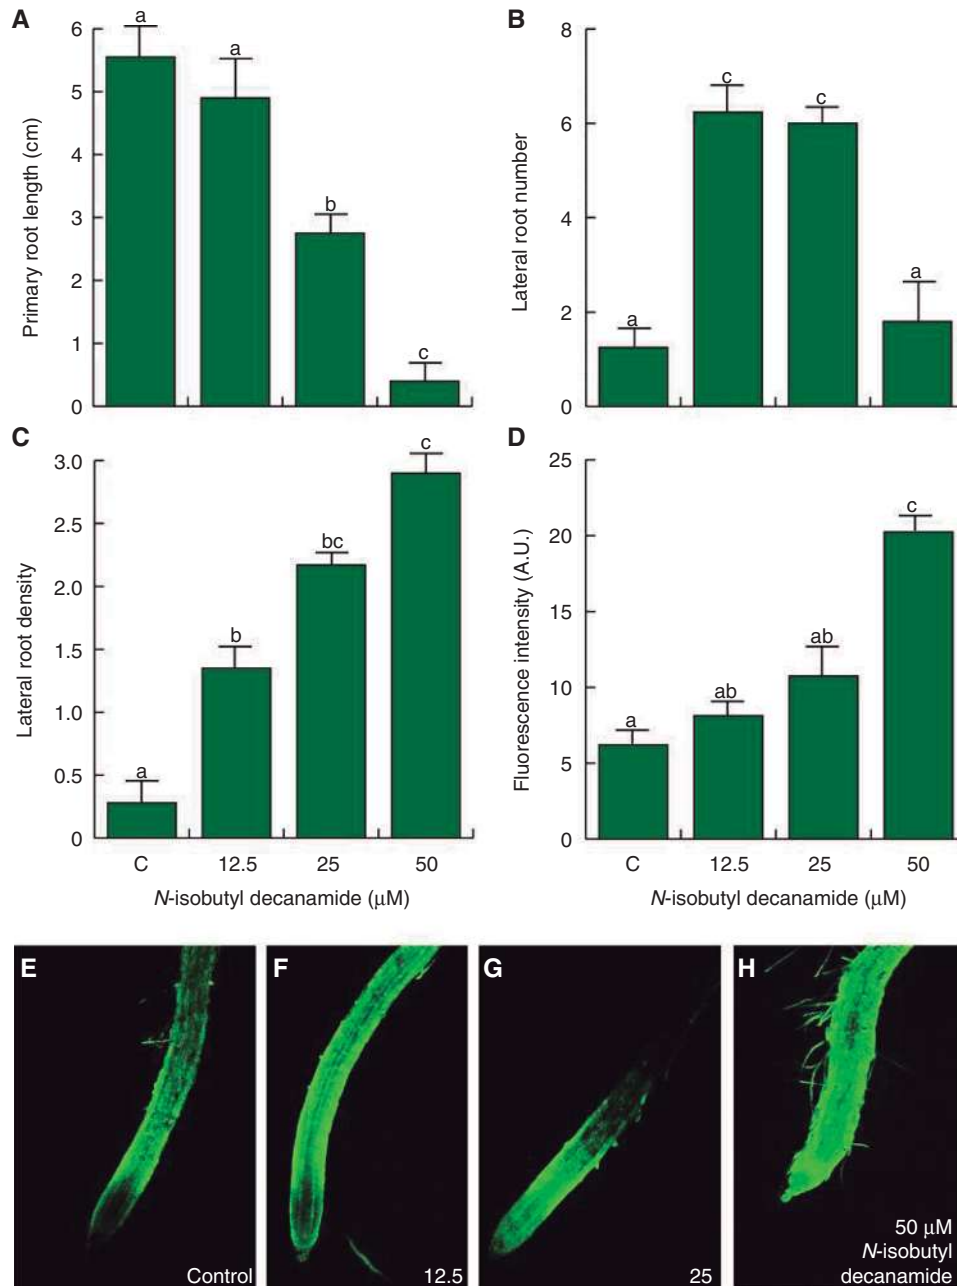 A
Primary root length (cm)
6
5
4
3
2
1
0
a
a
b
c
B
Lateral root number
8
6
4
2
0
a
c
c
a
C
Lateral root density
3.0
2.5
2.0
1.5
1.0
0.5
0
a
b
bc
c
C
12.5
25
50
N-isobutyl decanamide (μM)
D
Fluorescence intensity (A.U.)
25
20
15
10
5
0
a
ab
ab
c
C
12.5
25
50
N-isobutyl decanamide (μM)
E
Control
F
12.5
G
25
H
50 μM
N-isobutyl
decanamide